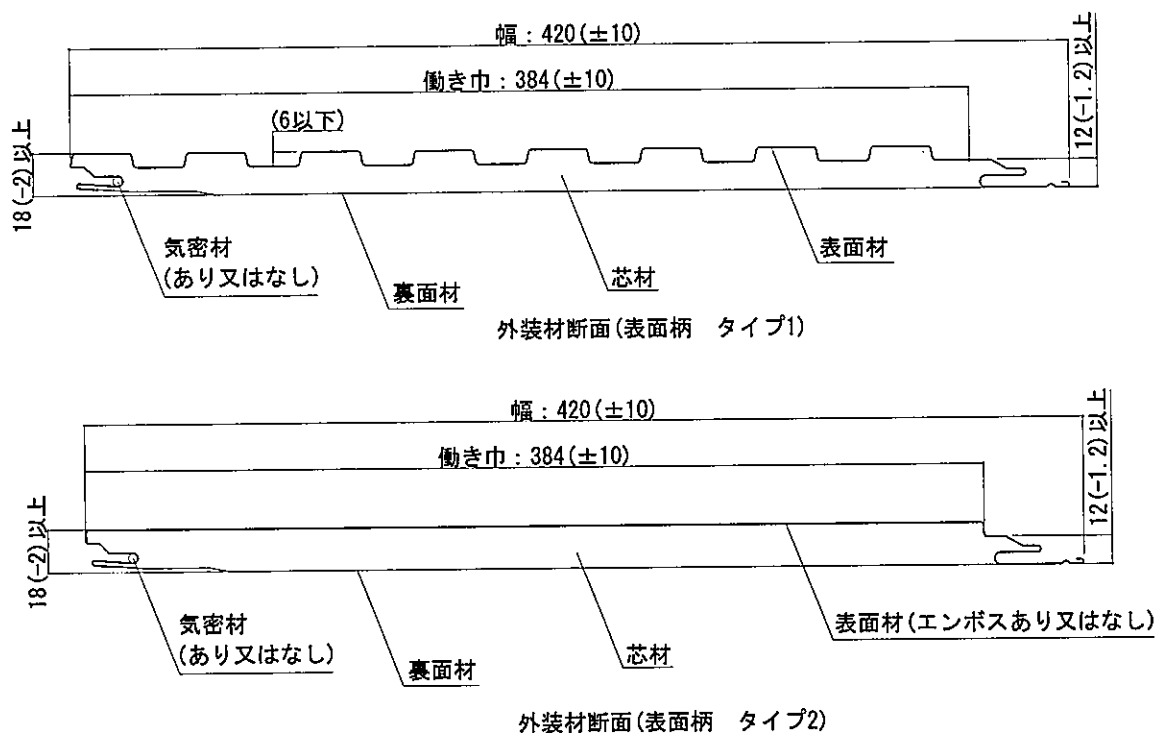 幅：420(±10)
働き巾：384(±10)
(6以下)
12(-1.2)以上
18(-2)以上
気密材
(あり又はなし)
裏面材
芯材
表面材
外装材断面(表面柄　タイプ1)
幅：420(±10)
働き巾：384(±10)
12(-1.2)以上
18(-2)以上
気密材
(あり又はなし)
裏面材
芯材
表面材(エンボスあり又はなし)
外装材断面(表面柄　タイプ2)